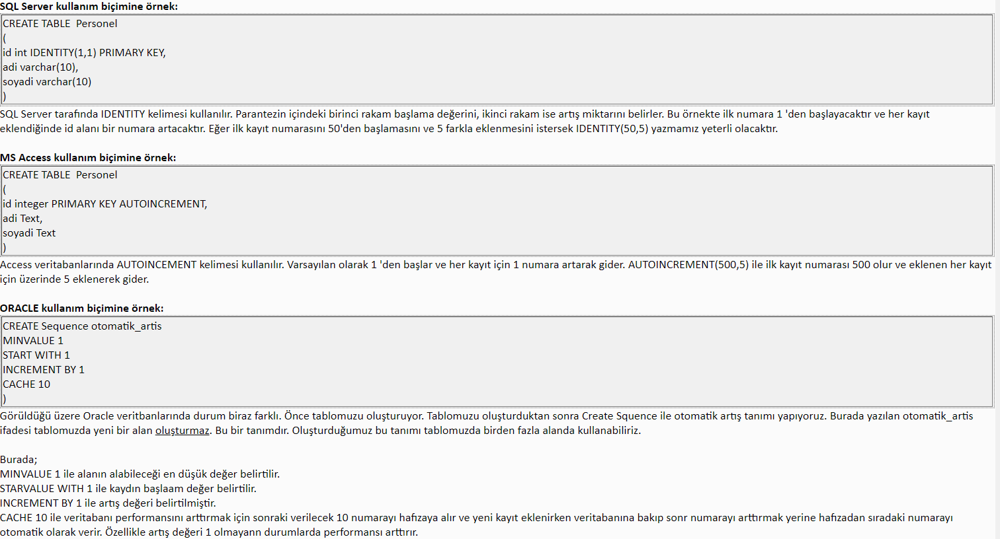 SQL Server kullanım biçimine örnek:
CREATE TABLE  Personel
(
id int IDENTITY(1,1) PRIMARY KEY,
adi varchar(10),
soyadi varchar(10)
)
SQL Server tarafında IDENTITY kelimesi kullanılır. Parantezin içindeki birinci rakam başlama değerini, ikinci rakam ise artış miktarını belirler. Bu örnekte ilk numara 1 'den başlayacaktır ve her kayıt
eklendiğinde id alanı bir numara artacaktır. Eğer ilk kayıt numarasını 50'den başlamasını ve 5 farkla eklenmesini istersek IDENTITY(50,5) yazmamız yeterli olacaktır.
MS Access kullanım biçimine örnek:
CREATE TABLE  Personel
(
id integer PRIMARY KEY AUTOINCREMENT,
adi Text,
soyadi Text
)
Access veritabanlarında AUTOINCEMENT kelimesi kullanılır. Varsayılan olarak 1 'den başlar ve her kayıt için 1 numara artarak gider. AUTOINCREMENT(500,5) ile ilk kayıt numarası 500 olur ve eklenen her kayıt
için üzerinde 5 eklenerek gider.
ORACLE kullanım biçimine örnek:
CREATE Sequence otomatik_artis
MINVALUE 1
START WITH 1
INCREMENT BY 1
CACHE 10
)
Görüldüğü üzere Oracle veritbanlarında durum biraz farklı. Önce tablomuzu oluşturuyor. Tablomuzu oluşturduktan sonra Create Squence ile otomatik artış tanımı yapıyoruz. Burada yazılan otomatik_artis
ifadesi tablomuzda yeni bir alan oluşturmaz. Bu bir tanımdır. Oluşturduğumuz bu tanımı tablomuzda birden fazla alanda kullanabiliriz.
Burada;
MINVALUE 1 ile alanın alabileceği en düşük değer belirtilir.
STARVALUE WITH 1 ile kaydın başlaam değer belirtilir.
INCREMENT BY 1 ile artış değeri belirtilmiştir.
CACHE 10 ile veritabanı performansını arttırmak için sonraki verilecek 10 numarayı hafızaya alır ve yeni kayıt eklenirken veritabanına bakıp sonr numarayı arttırmak yerine hafızadan sıradaki numarayı
otomatik olarak verir. Özellikle artış değeri 1 olmayann durumlarda performansı arttırır.